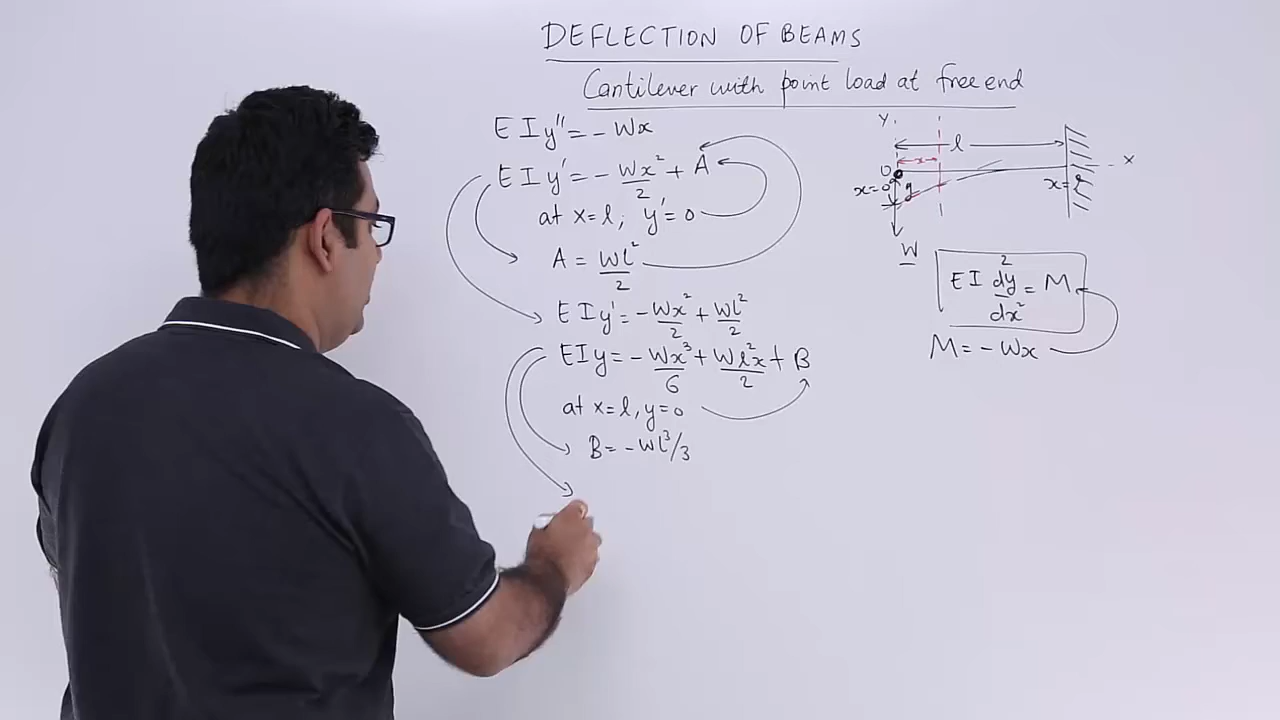 DEFLECTION OF BEAMS
Cantilever with point load at free end
EIy'' = -Wx
EIy' = -Wx²/2 + A
at x=l, y'=0
A = Wl²/2
EIy' = -Wx²/2 + Wl²/2
EIy = -Wx³/6 + Wl²x/2 + B
at x=l, y=0
B = -Wl³/3
Y
l
x
O
X
x=0
y
x=l
W
EI d²y/dx² = M
M = -Wx